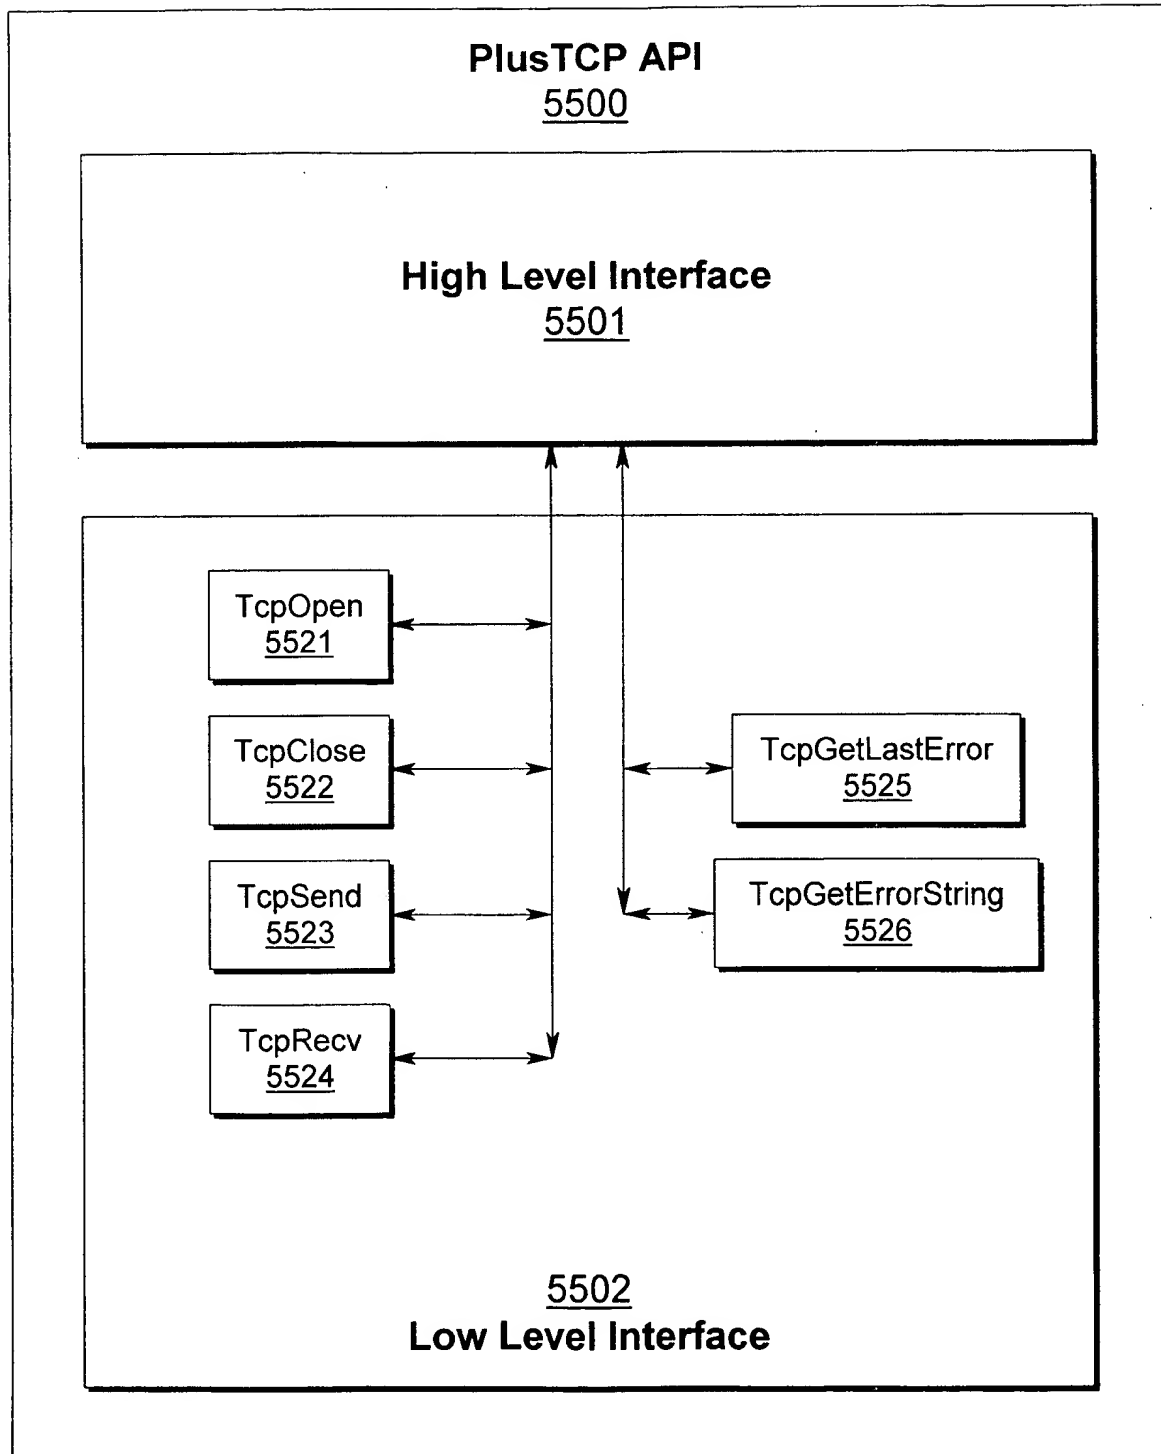 PlusTCP API
5500
High Level Interface
5501
TcpOpen
5521
TcpClose
5522
TcpSend
5523
TcpRecv
5524
TcpGetLastError
5525
TcpGetErrorString
5526
5502
Low Level Interface